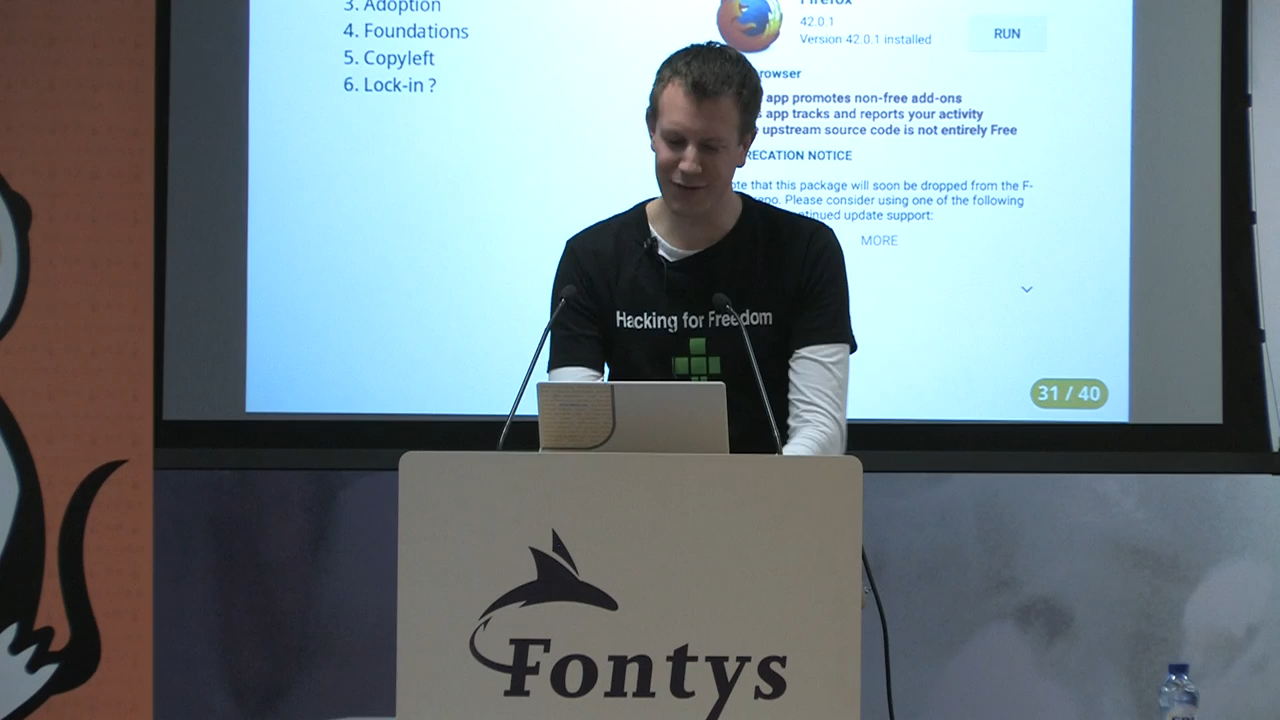 3. Adoption
4. Foundations
5. Copyleft
6. Lock-in ?
Firefox
42.0.1
Version 42.0.1 installed
RUN
rowser
app promotes non-free add-ons
s app tracks and reports your activity
upstream source code is not entirely Free
RECATION NOTICE
ote that this package will soon be dropped from the F-
repo. Please consider using one of the following
ntinued update support:
MORE
31 / 40
Hacking for Freedom
Fontys